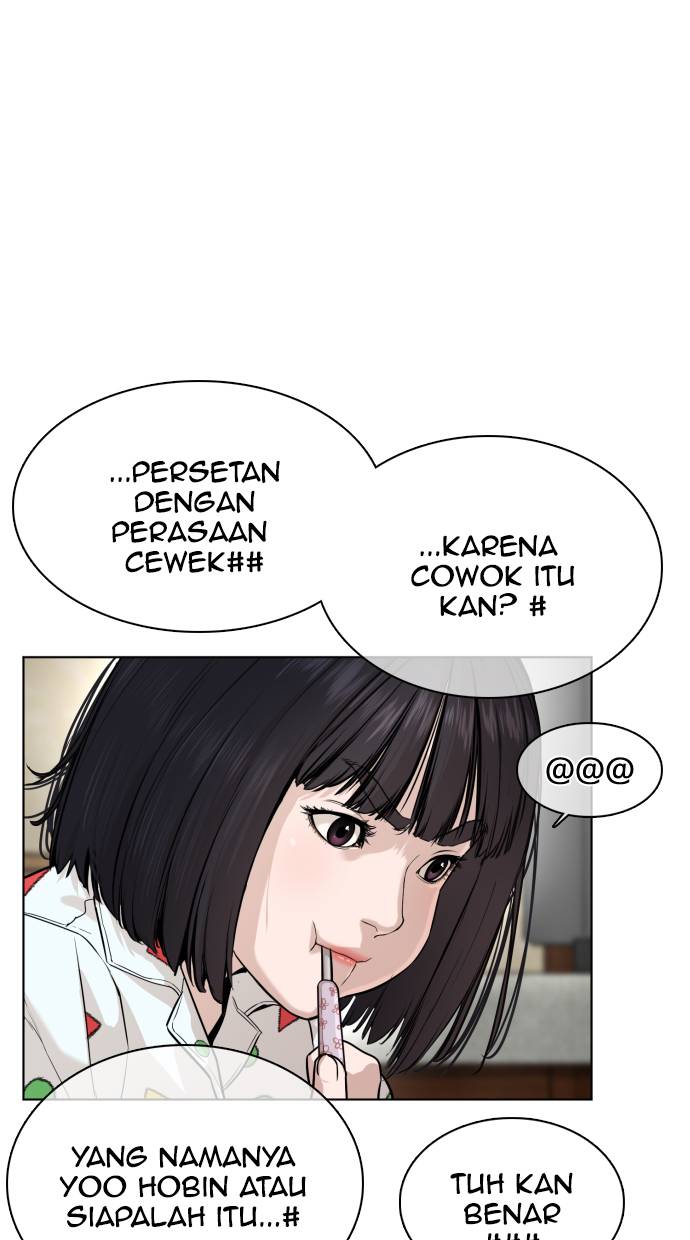 ...PERSETAN
DENGAN
PERASAAN
CEWEK##
...KARENA
COWOK ITU
KAN? #
@@@
YANG NAMANYA
YOO HOBIN ATAU
SIAPALAH ITU...#
TUH KAN
BENAR